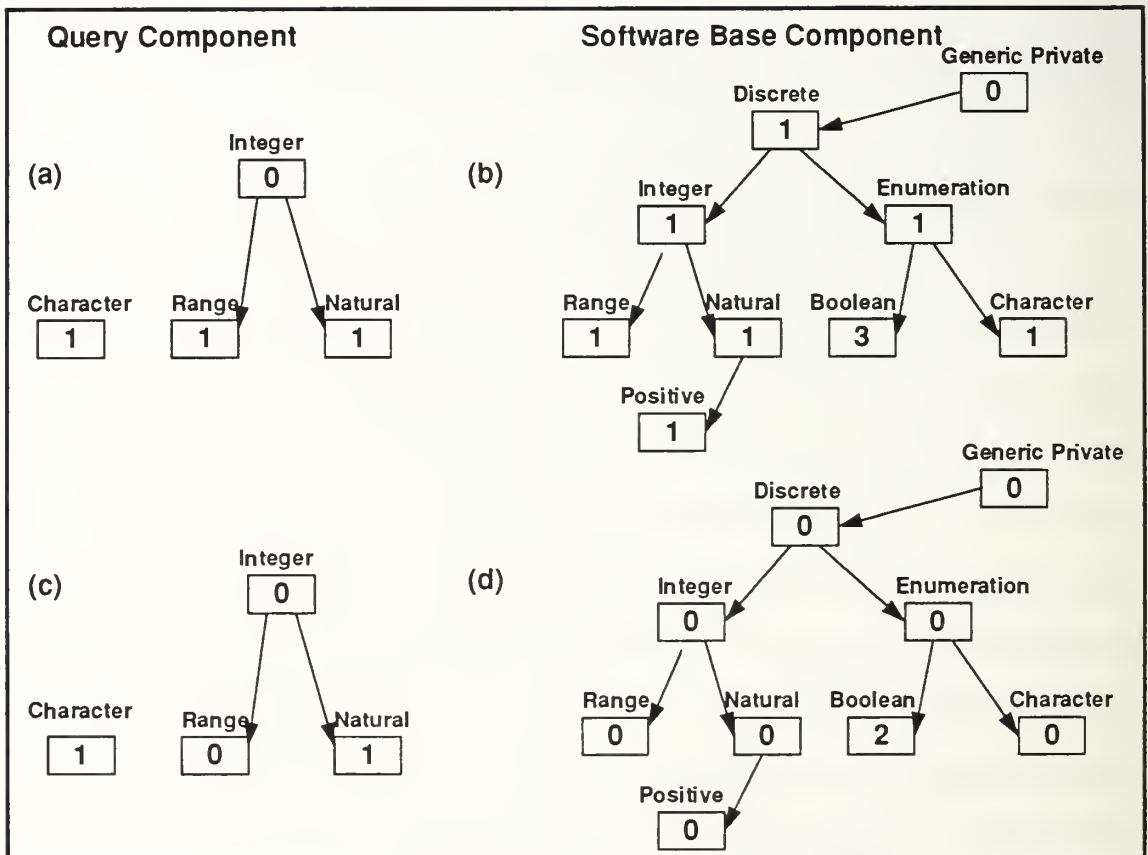 Query Component
Software Base Component
Generic Private
0
Discrete
1
(a)
Integer
0
(b)
Integer
1
Enumeration
1
Character
1
Range
1
Natural
1
Range
1
Natural
1
Boolean
3
Character
1
Positive
1
Generic Private
0
Discrete
0
(c)
Integer
0
(d)
Integer
0
Enumeration
0
Character
1
Range
0
Natural
1
Range
0
Natural
0
Boolean
2
Character
0
Positive
0